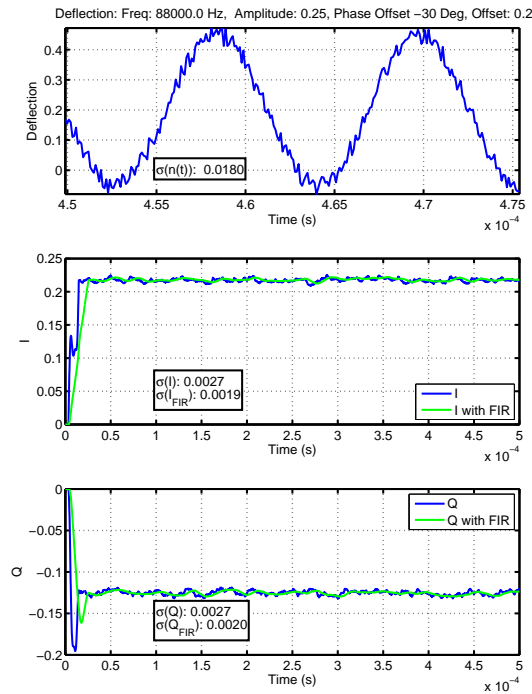 Deflection: Freq: 88000.0 Hz, Amplitude: 0.25, Phase Offset −30 Deg, Offset: 0.2
Deflection
0.4
0.3
0.2
0.1
0
σ(n(t)): 0.0180
4.45
4.55
4.6
4.65
4.7
4.75
Time (s)
x 10⁻⁴
I
0.25
0.2
0.15
0.1
0.05
0
σ(I): 0.0027
σ(I_FIR): 0.0019
I
I with FIR
0
0.5
1
1.5
2
2.5
3
3.5
4
4.5
5
Time (s)
x 10⁻⁴
Q
0
−0.05
−0.1
−0.15
−0.2
Q
Q with FIR
σ(Q): 0.0027
σ(Q_FIR): 0.0020
0
0.5
1
1.5
2
2.5
3
3.5
4
4.5
5
Time (s)
x 10⁻⁴